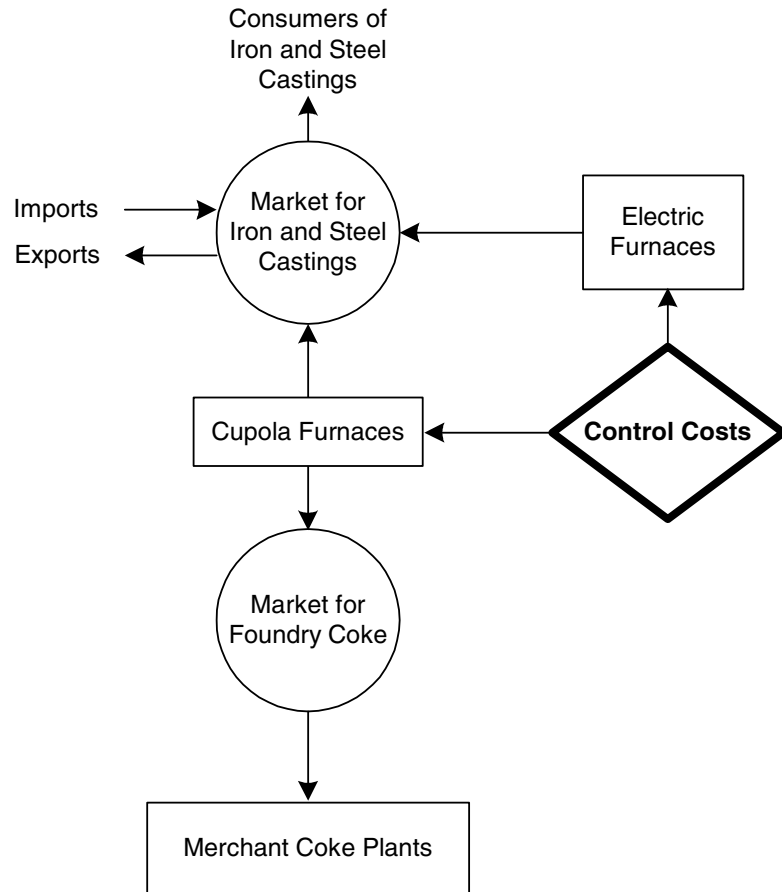 Consumers of
Iron and Steel
Castings
Imports
Exports
Market for
Iron and Steel
Castings
Electric
Furnaces
Cupola Furnaces
Control Costs
Market for
Foundry Coke
Merchant Coke Plants